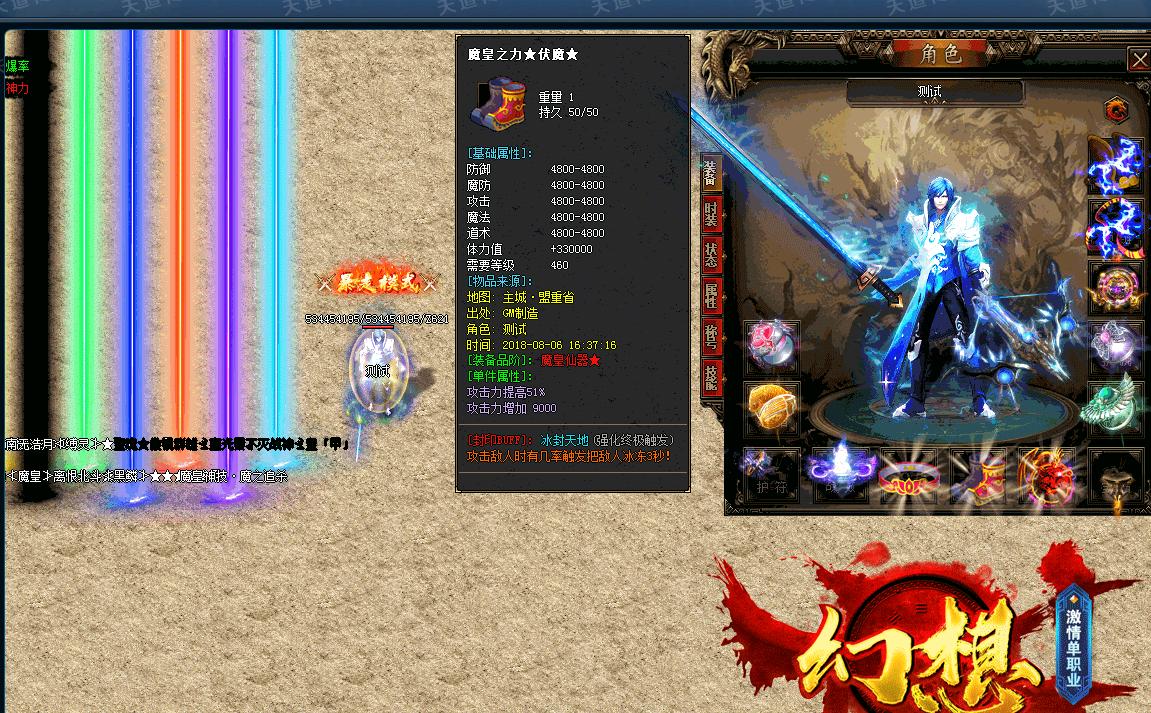 爆率
神力
暴走模式
534454195/534454195/Z621
测试
★魔皇★
魔皇之力★伏魔★
重量 1
持久 50/50
[基础属性]:
防御 4800-4800
魔防 4800-4800
攻击 4800-4800
魔法 4800-4800
道术 4800-4800
体力值 +330000
需要等级 460
[物品来源]:
地图: 主城·盟重省
出处: GM制造
角色: 测试
时间: 2018-08-06 16:37:16
[装备品阶]: 魔皇仙器★
[单件属性]:
攻击力提高51%
攻击力增加 9000
[封印BUFF]: 冰封天地(强化终极触发)
攻击敌人时有几率触发把敌人冰冻3秒!
角色
测试
装备
时装
状态
属性
称号
技能
护符
幻想
激情单职业